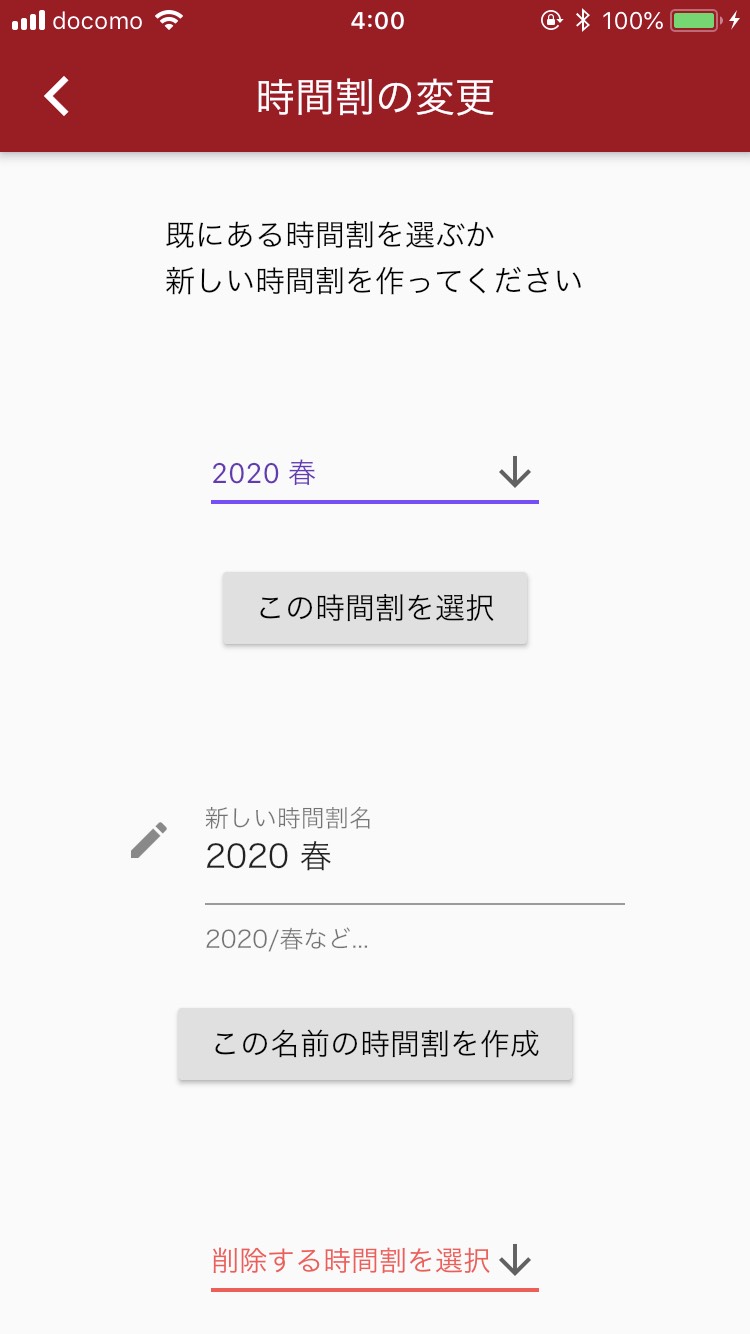 docomo 4:00 100%
時間割の変更
既にある時間割を選ぶか
新しい時間割を作ってください
2020 春
この時間割を選択
新しい時間割名
2020 春
2020/春など...
この名前の時間割を作成
削除する時間割を選択